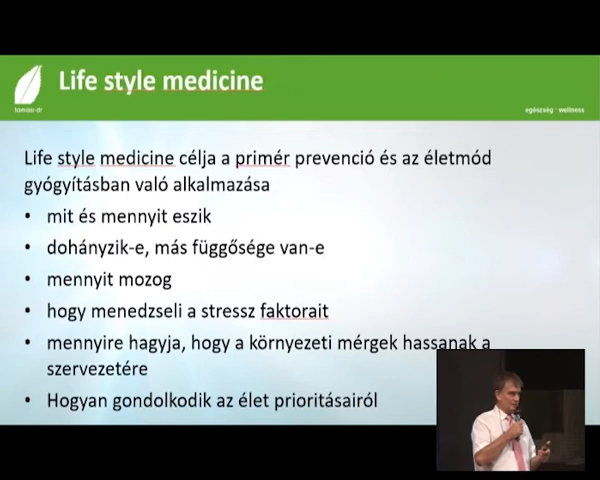 Life style medicine
tamasi-dr
egészség · wellness
Life style medicine célja a primér prevenció és az életmód
gyógyításban való alkalmazása
• mit és mennyit eszik
• dohányzik-e, más függősége van-e
• mennyit mozog
• hogy menedzseli a stressz faktorait
• mennyire hagyja, hogy a környezeti mérgek hassanak a
szervezetére
• Hogyan gondolkodik az élet prioritásairól